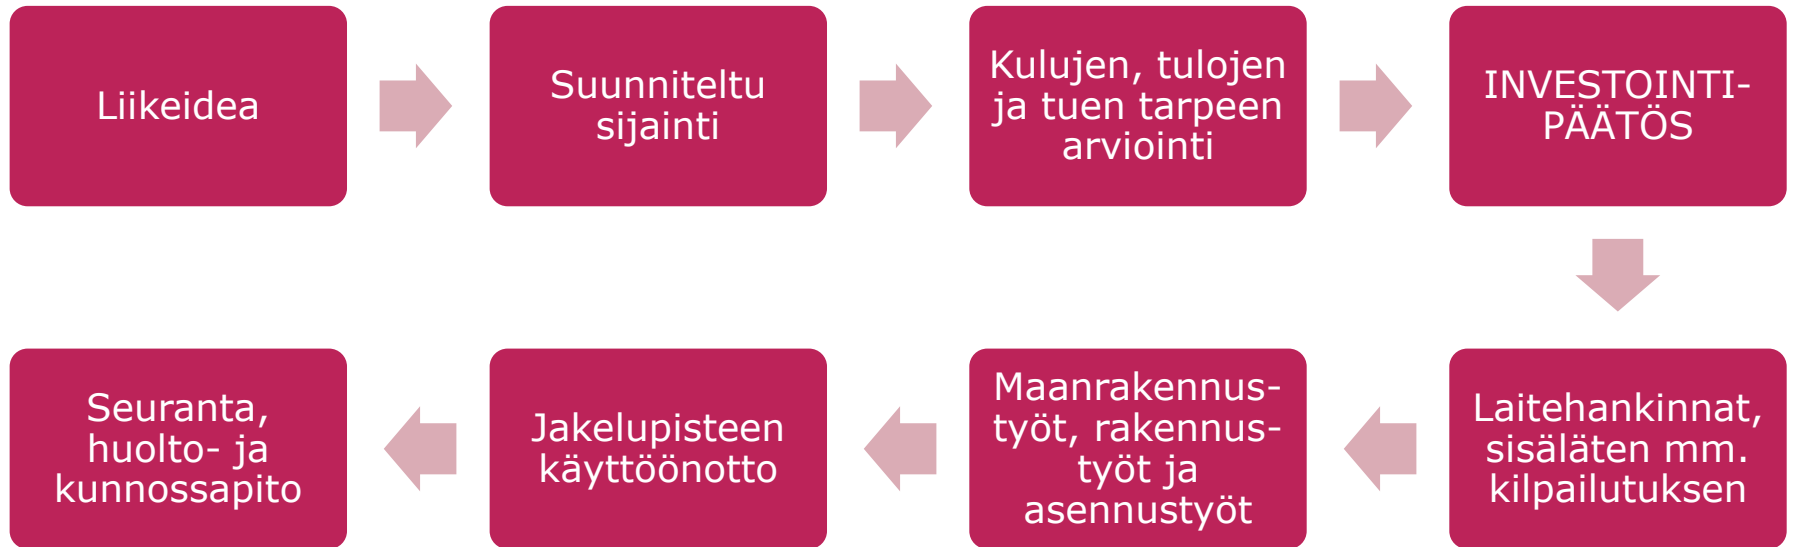 Liikeidea
Suunniteltu
sijainti
Kulujen, tulojen
ja tuen tarpeen
arviointi
INVESTOINTI-
PÄÄTÖS
Laitehankinnat,
sisäläten mm.
kilpailutuksen
Maanrakennus-
työt, rakennus-
työt ja
asennustyöt
Jakelupisteen
käyttöönotto
Seuranta,
huolto- ja
kunnossapito